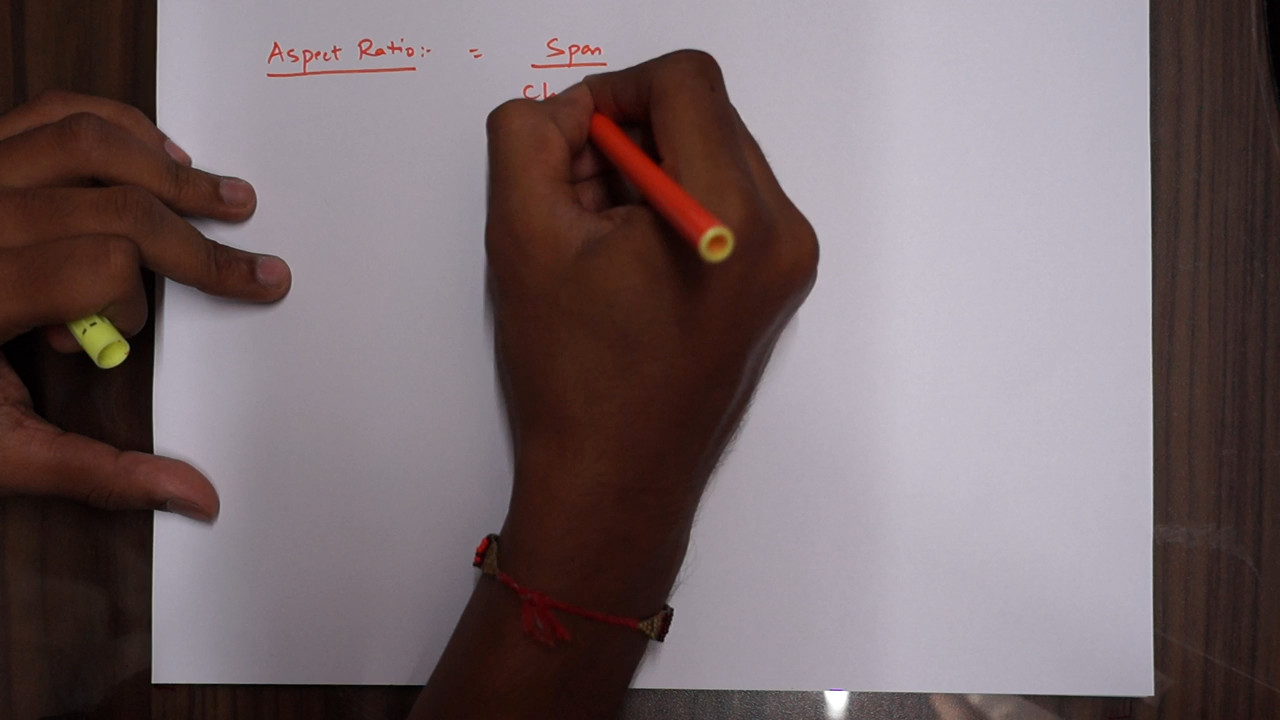 Aspect Ratio:- = Span